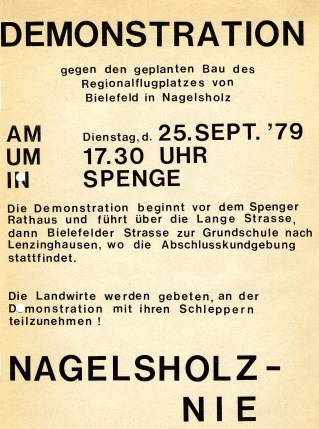 DEMONSTRATION
gegen den geplanten Bau des
Regionalflugplatzes von
Bielefeld in Nagelsholz
AM Dienstag, d. 25. SEPT. '79
UM 17.30 UHR
IN SPENGE
Die Demonstration beginnt vor dem Spenger
Rathaus und führt über die Lange Strasse,
dann Bielefelder Strasse zur Grundschule nach
Lenzinghausen, wo die Abschlusskundgebung
stattfindet.
Die Landwirte werden gebeten, an der
Demonstration mit ihren Schleppern
teilzunehmen !
NAGELSHOLZ-
NIE